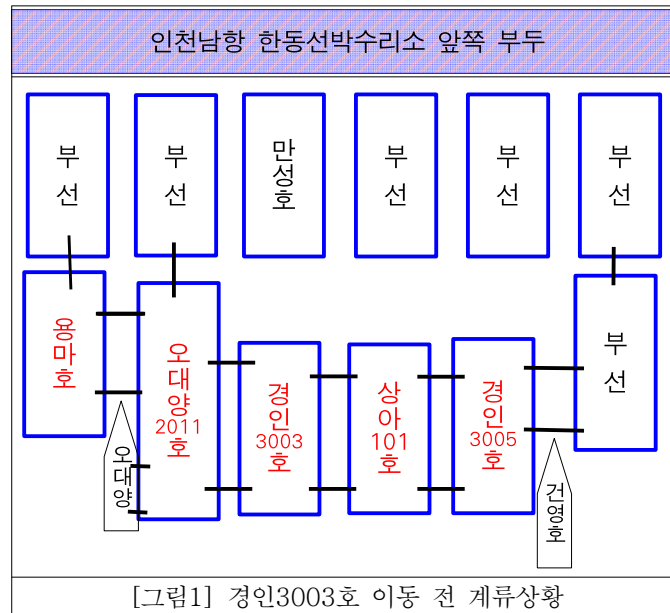 인천남항 한동선박수리소 앞쪽 부두
부선
부선
만성호
부선
부선
부선
용마호
오대양
2011
호
경인
3003
호
상아
101
호
경인
3005
호
부선
오대양
건영호
[그림1] 경인3003호 이동 전 계류상황